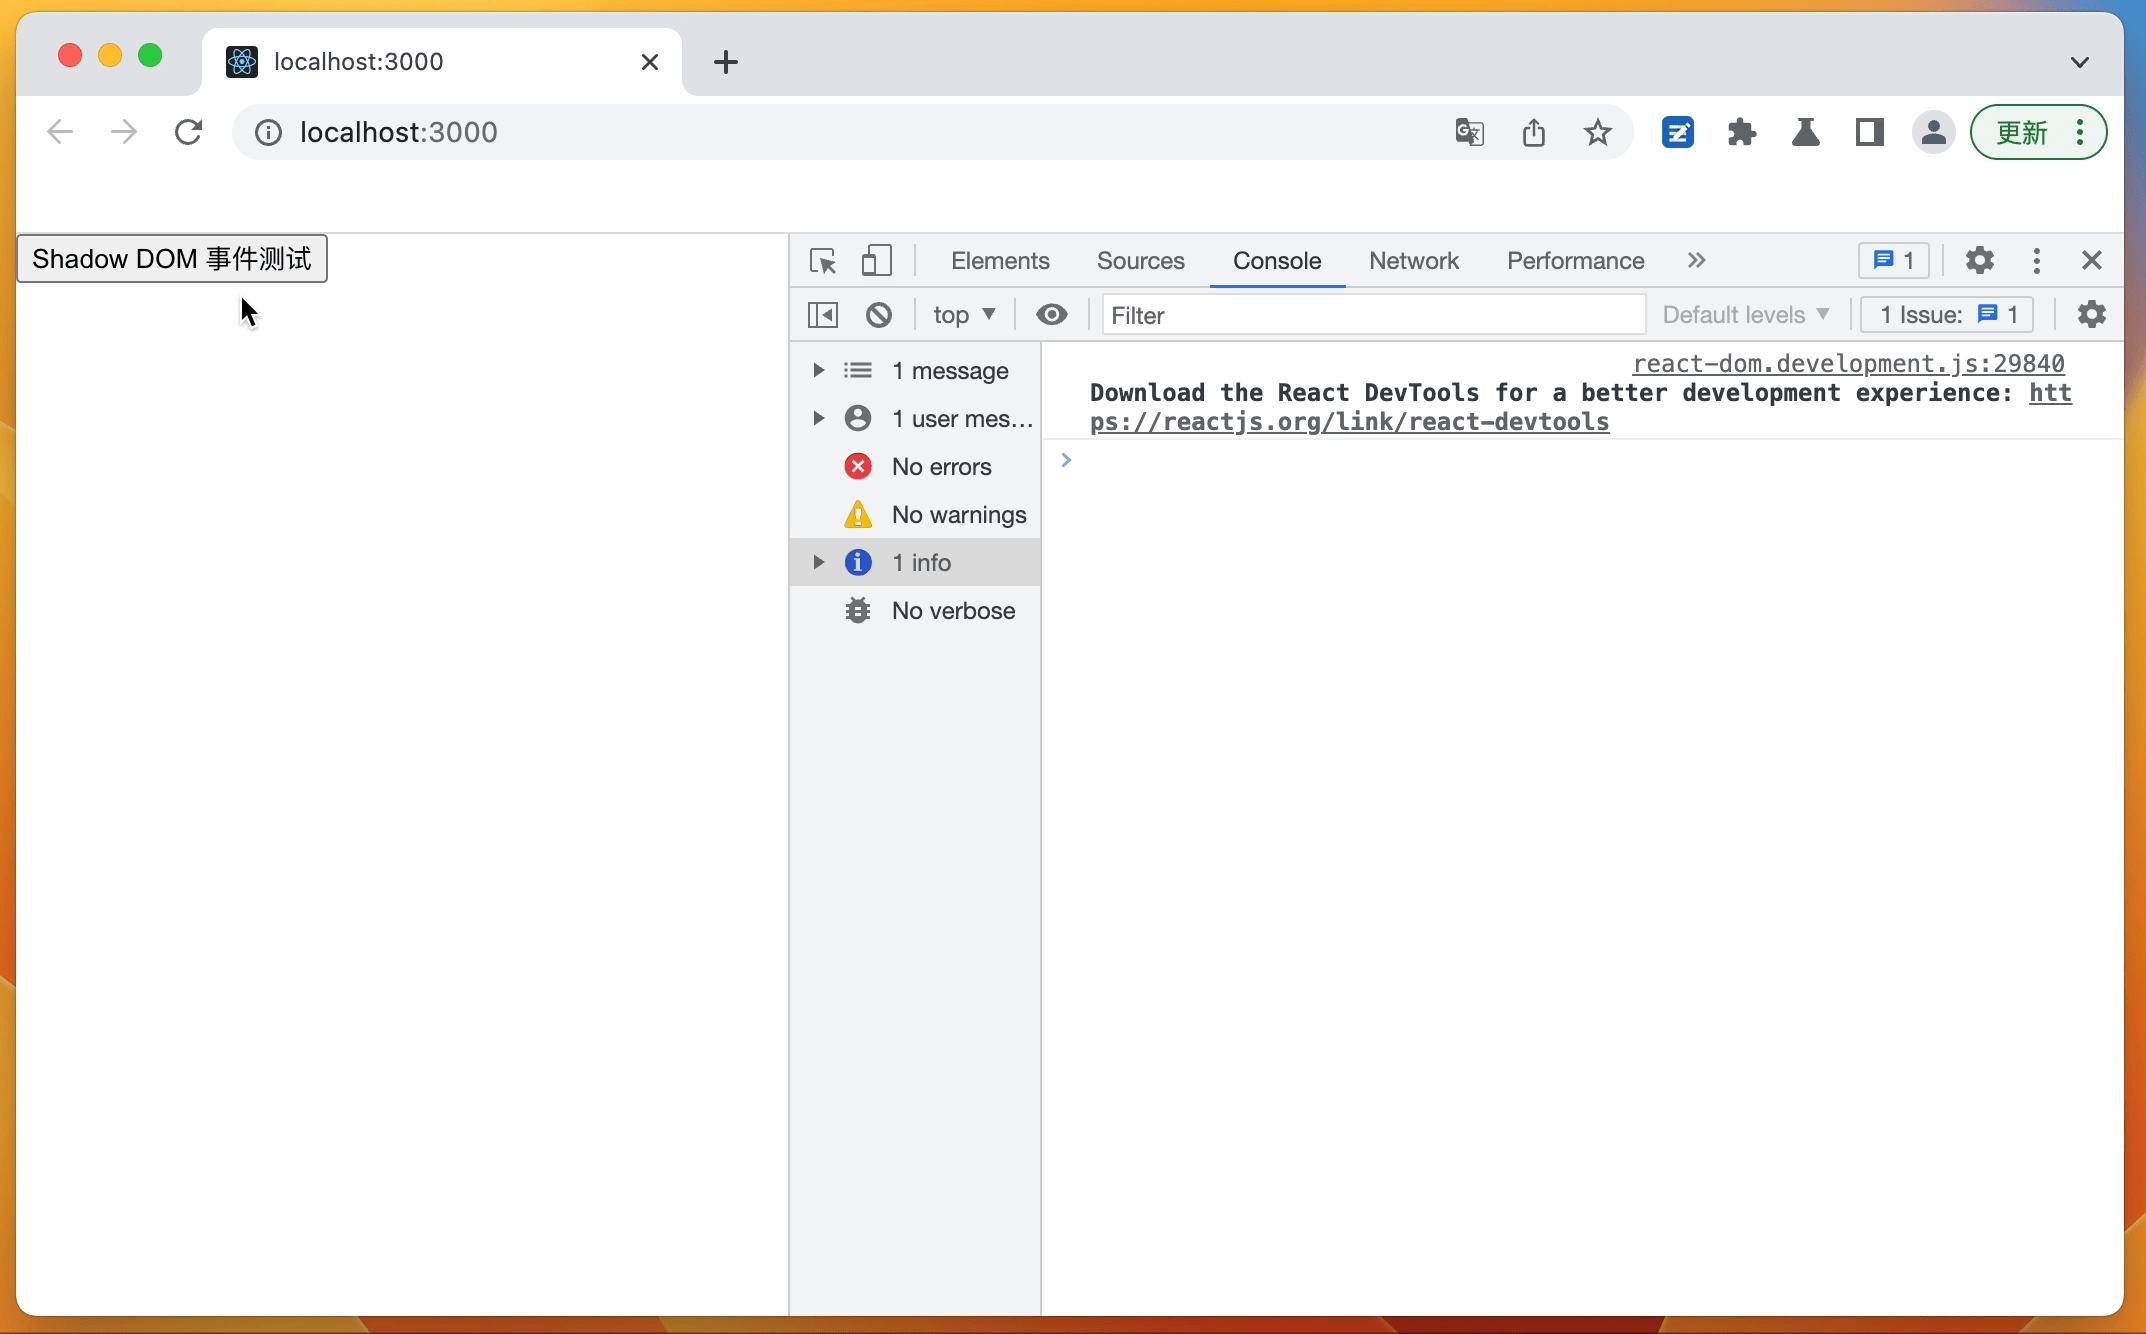 localhost:3000
localhost:3000
更新
Shadow DOM 事件测试
Elements Sources Console Network Performance 1
top Filter Default levels 1 Issue: 1
1 message
1 user mes…
No errors
No warnings
1 info
No verbose
react-dom.development.js:29840
Download the React DevTools for a better development experience: htt
ps://reactjs.org/link/react-devtools